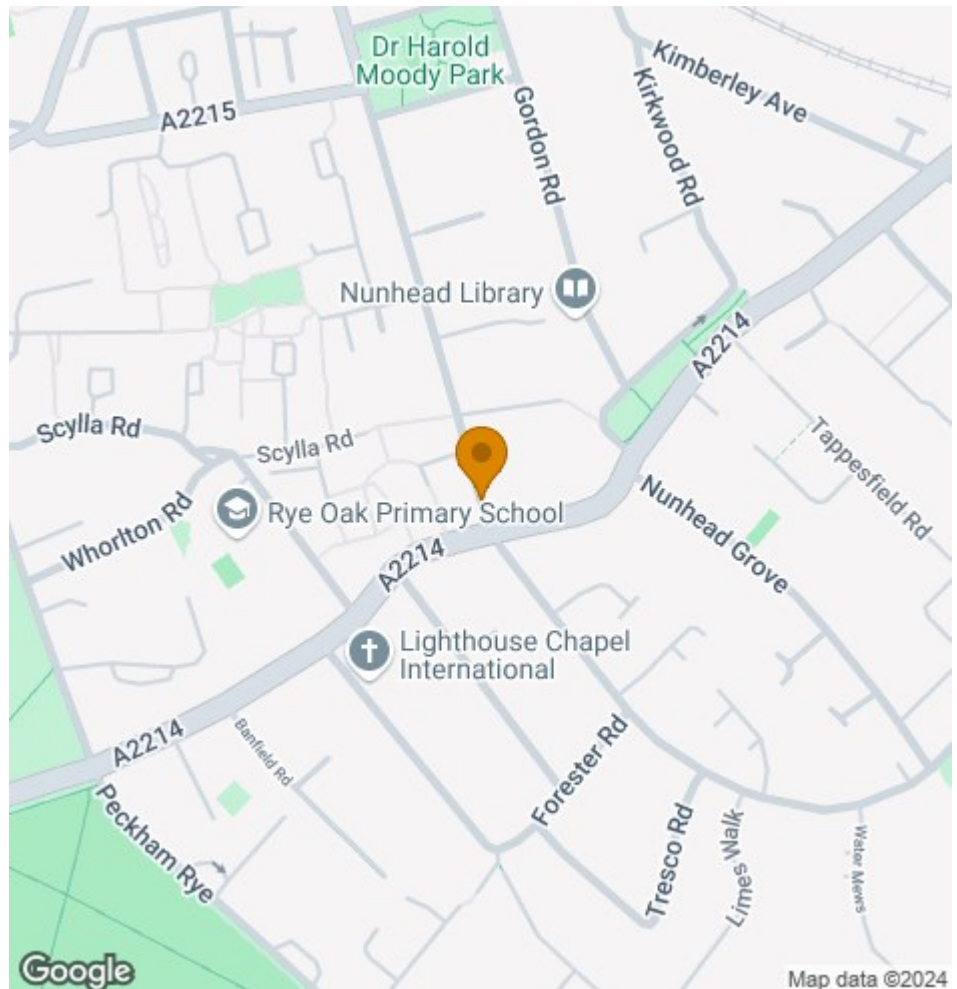 Dr Harold
Moody Park
Kimberley Ave
A2215
Gordon Rd
Kirkwood Rd
Nunhead Library
A2214
Scylla Rd
Scylla Rd
Tappesfield Rd
Whorlton Rd
Rye Oak Primary School
Nunhead Grove
A2214
Lighthouse Chapel
International
A2214
Banfield Rd
Forester Rd
Peckham Rye
Tresco Rd
Limes Walk
Water Mews
Google
Map data ©2024